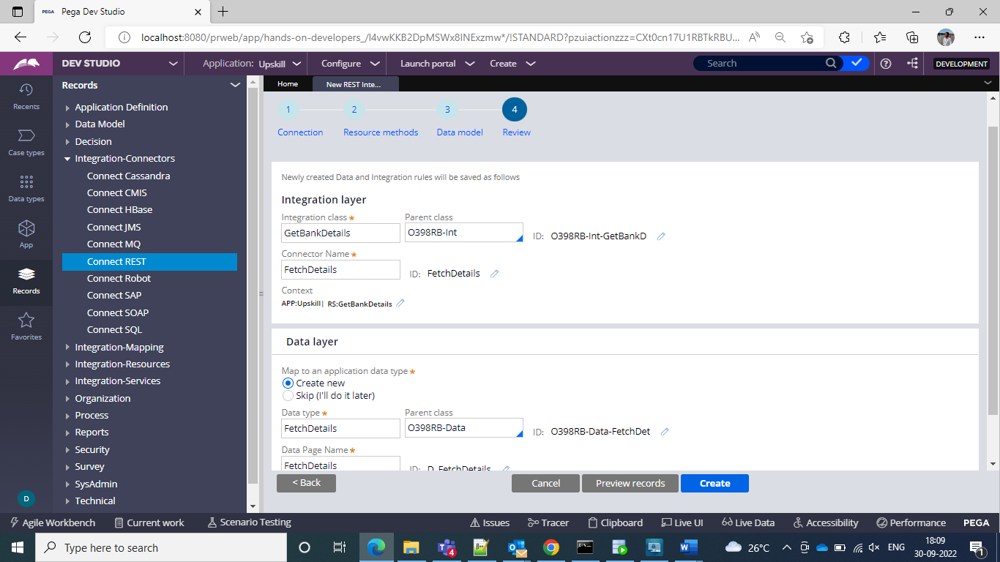 PEGA Pega Dev Studio
localhost:8080/prweb/app/hands-on-developers_/I4vwKKB2DpMSWx8INExzmw*/!STANDARD?pzuiactionzzz=CXt0cn17U1RBTkRBU...
DEV STUDIO Application: Upskill Configure Launch portal Create Search DEVELOPMENT
Recents
Case types
Data types
App
Records
Favorites
D
Records
Application Definition
Data Model
Decision
Integration-Connectors
Connect Cassandra
Connect CMIS
Connect HBase
Connect JMS
Connect MQ
Connect REST
Connect Robot
Connect SAP
Connect SOAP
Connect SQL
Integration-Mapping
Integration-Resources
Integration-Services
Organization
Process
Reports
Security
Survey
SysAdmin
Technical
Home New REST Inte...
1 2 3 4
Connection Resource methods Data model Review
Newly created Data and Integration rules will be saved as follows
Integration layer
Integration class * Parent class
GetBankDetails O398RB-Int ID: O398RB-Int-GetBankD
Connector Name *
FetchDetails ID: FetchDetails
Context
APP:Upskill| RS:GetBankDetails
Data layer
Map to an application data type *
Create new
Skip (I'll do it later)
Data type * Parent class
FetchDetails O398RB-Data ID: O398RB-Data-FetchDet
Data Page Name *
FetchDetails ID: D_FetchDetails
< Back Cancel Preview records Create
Agile Workbench Current work Scenario Testing Issues Tracer Clipboard Live UI Live Data Accessibility Performance PEGA
Type here to search 4 26°C ENG 18:09
30-09-2022 1